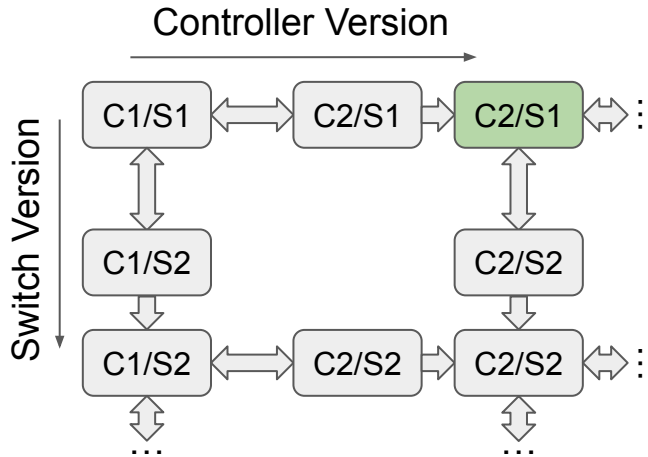 Controller Version
Switch Version
C1/S1
C2/S1
C2/S1
...
C1/S2
C2/S2
C1/S2
C2/S2
C2/S2
...
...
...